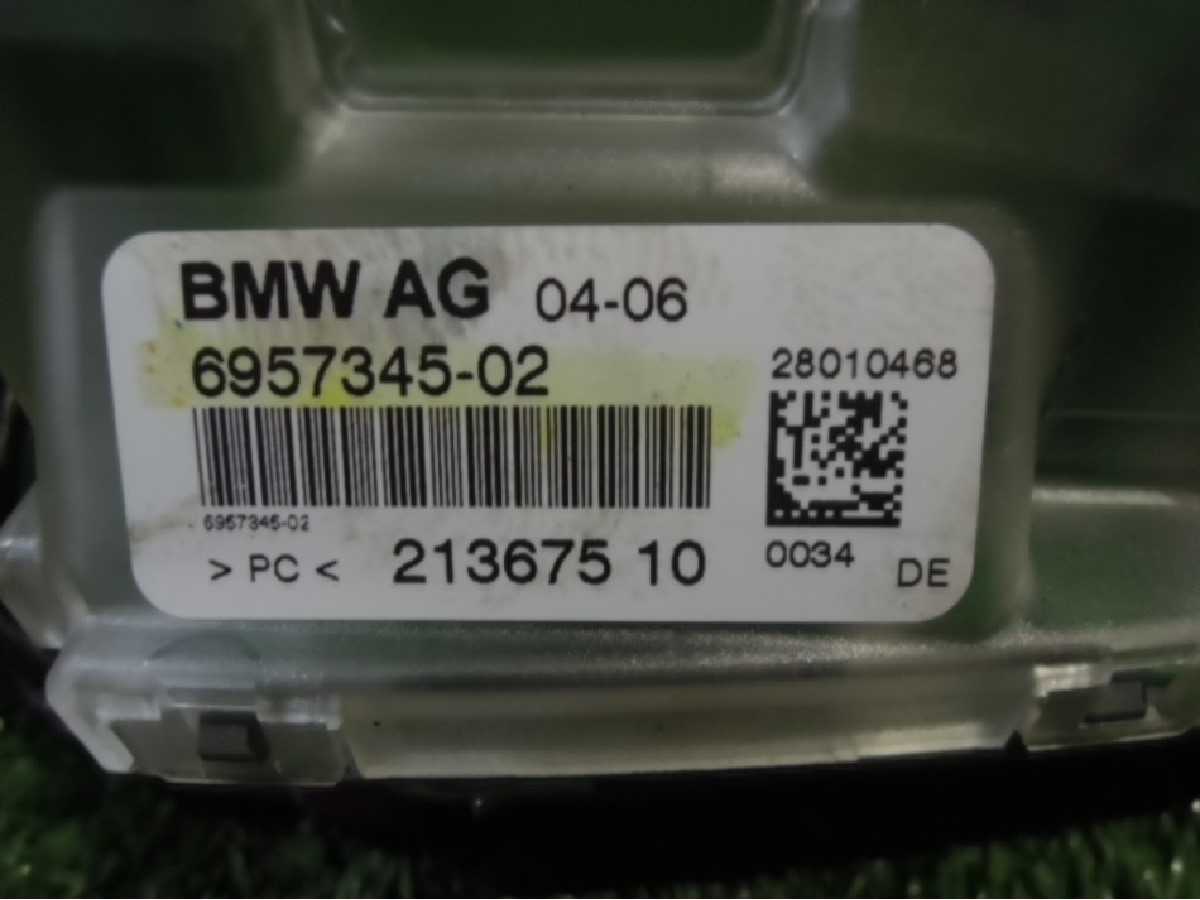 BMW AG 04-06
6957345-02
28010468
6957345-02
> PC < 213675 10
0034 DE